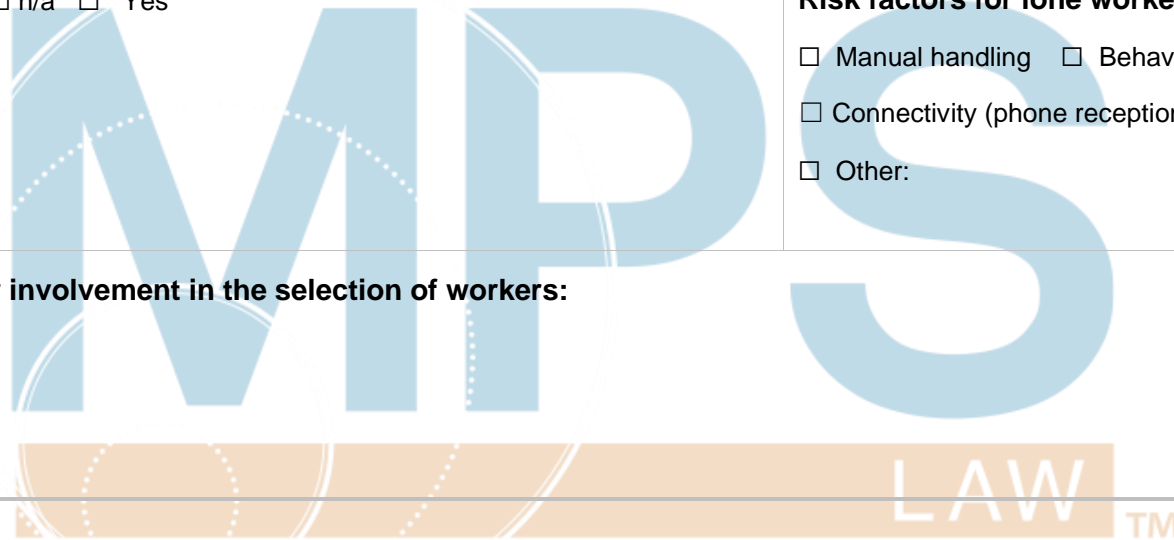 ☐ n/a ☐ Yes
Risk factors for lone worke
☐ Manual handling ☐ Behav
☐ Connectivity (phone reception
☐ Other:
involvement in the selection of workers:
MPS
LAW
TM